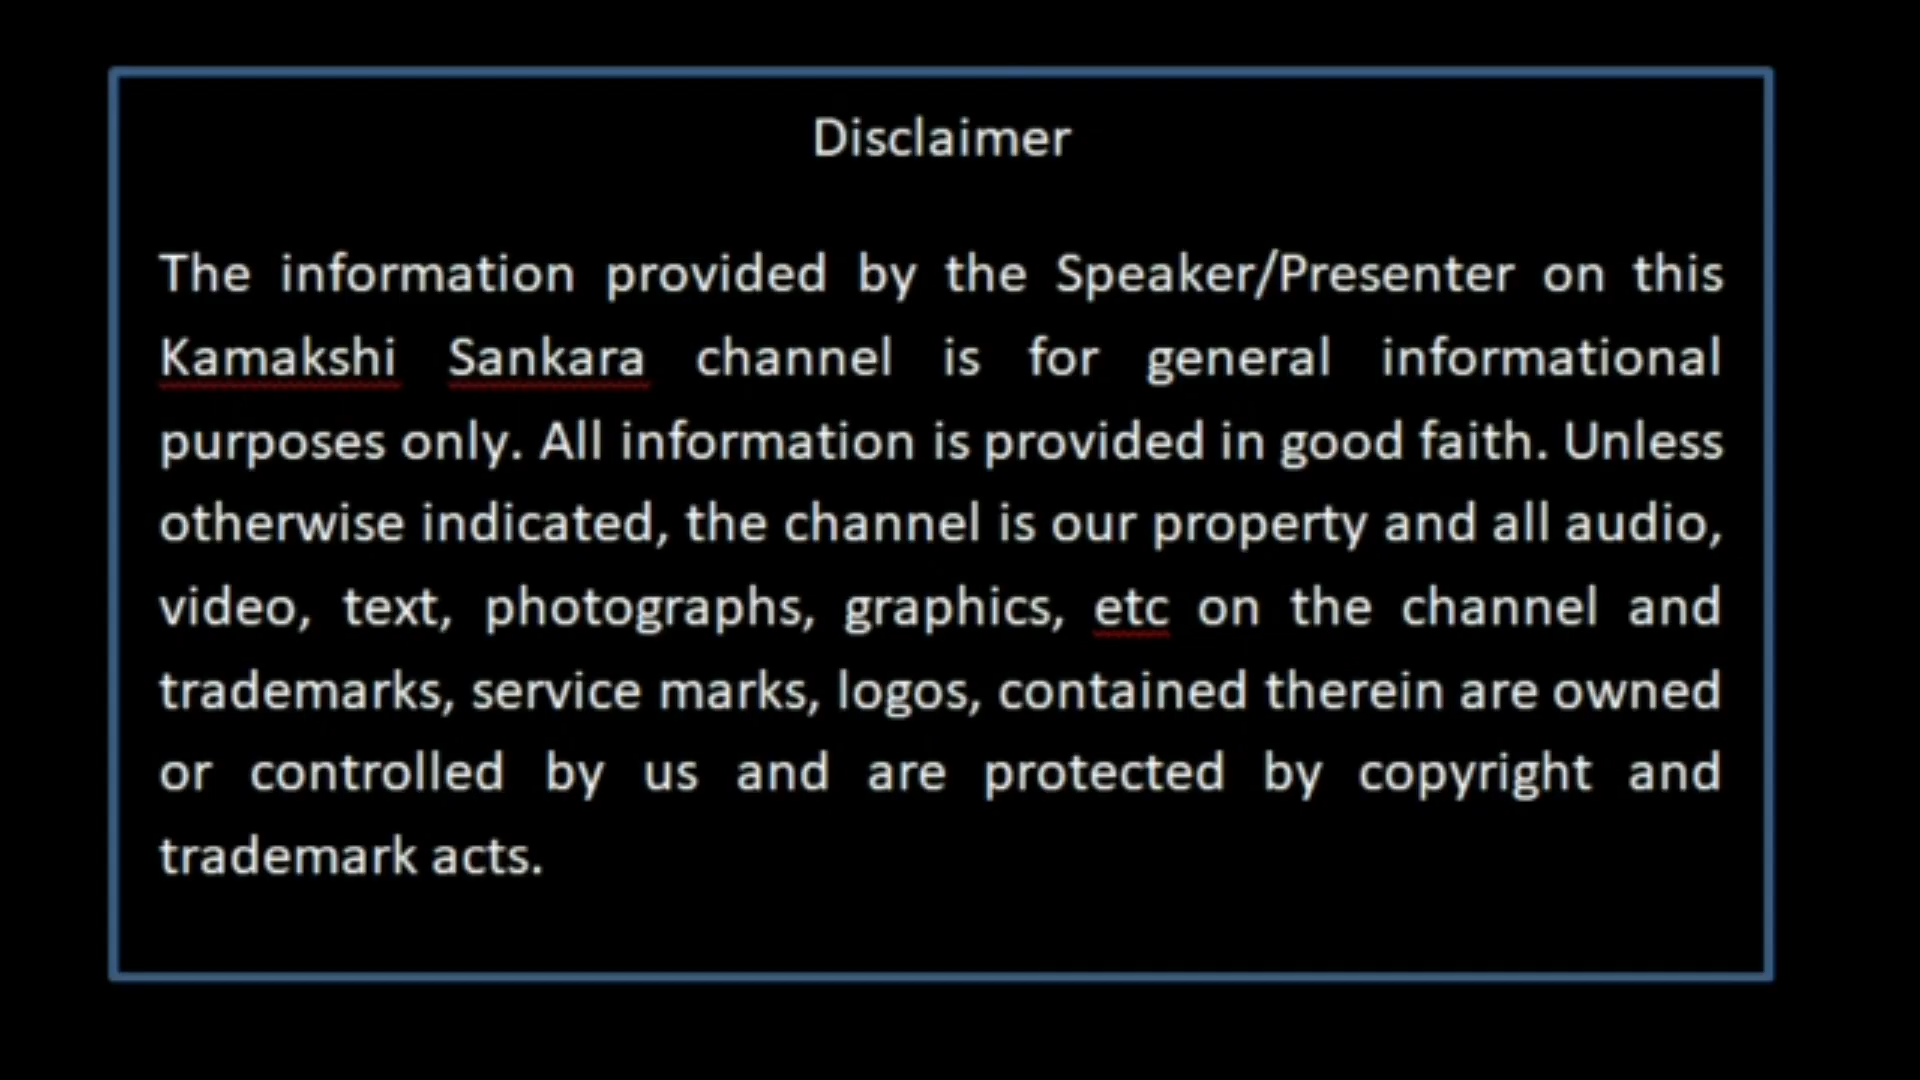 Disclaimer
The information provided by the Speaker/Presenter on this
Kamakshi Sankara channel is for general informational
purposes only. All information is provided in good faith. Unless
otherwise indicated, the channel is our property and all audio,
video, text, photographs, graphics, etc on the channel and
trademarks, service marks, logos, contained therein are owned
or controlled by us and are protected by copyright and
trademark acts.